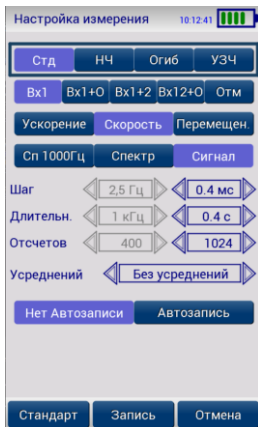 Настройка измерения 10:12:41
Стд НЧ Огиб УЗЧ
Вх1 Вх1+О Вх1+2 Вх12+О Отм
Ускорение Скорость Перемещен.
Сп 1000Гц Спектр Сигнал
Шаг 2,5 Гц 0.4 мс
Длительн. 1 кГц 0.4 с
Отсчетов 400 1024
Усреднений Без усреднений
Нет Автозаписи Автозапись
Стандарт Запись Отмена